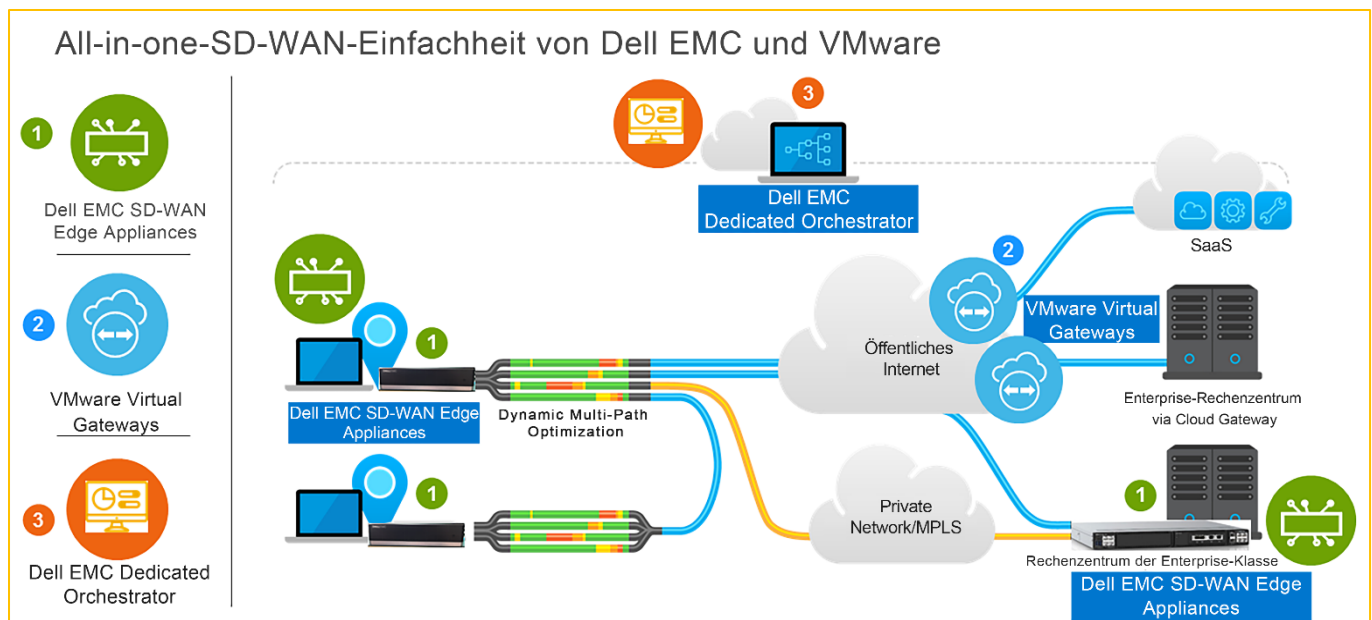 All-in-one-SD-WAN-Einfachheit von Dell EMC und VMware
1
Dell EMC SD-WAN
Edge Appliances
2
VMware Virtual
Gateways
3
Dell EMC Dedicated
Orchestrator
3
Dell EMC
Dedicated Orchestrator
SaaS
2
VMware Virtual
Gateways
Öffentliches
Internet
1
Dell EMC SD-WAN Edge
Appliances
Dynamic Multi-Path
Optimization
Enterprise-Rechenzentrum
via Cloud Gateway
1
Private
Network/MPLS
1
Rechenzentrum der Enterprise-Klasse
Dell EMC SD-WAN Edge
Appliances